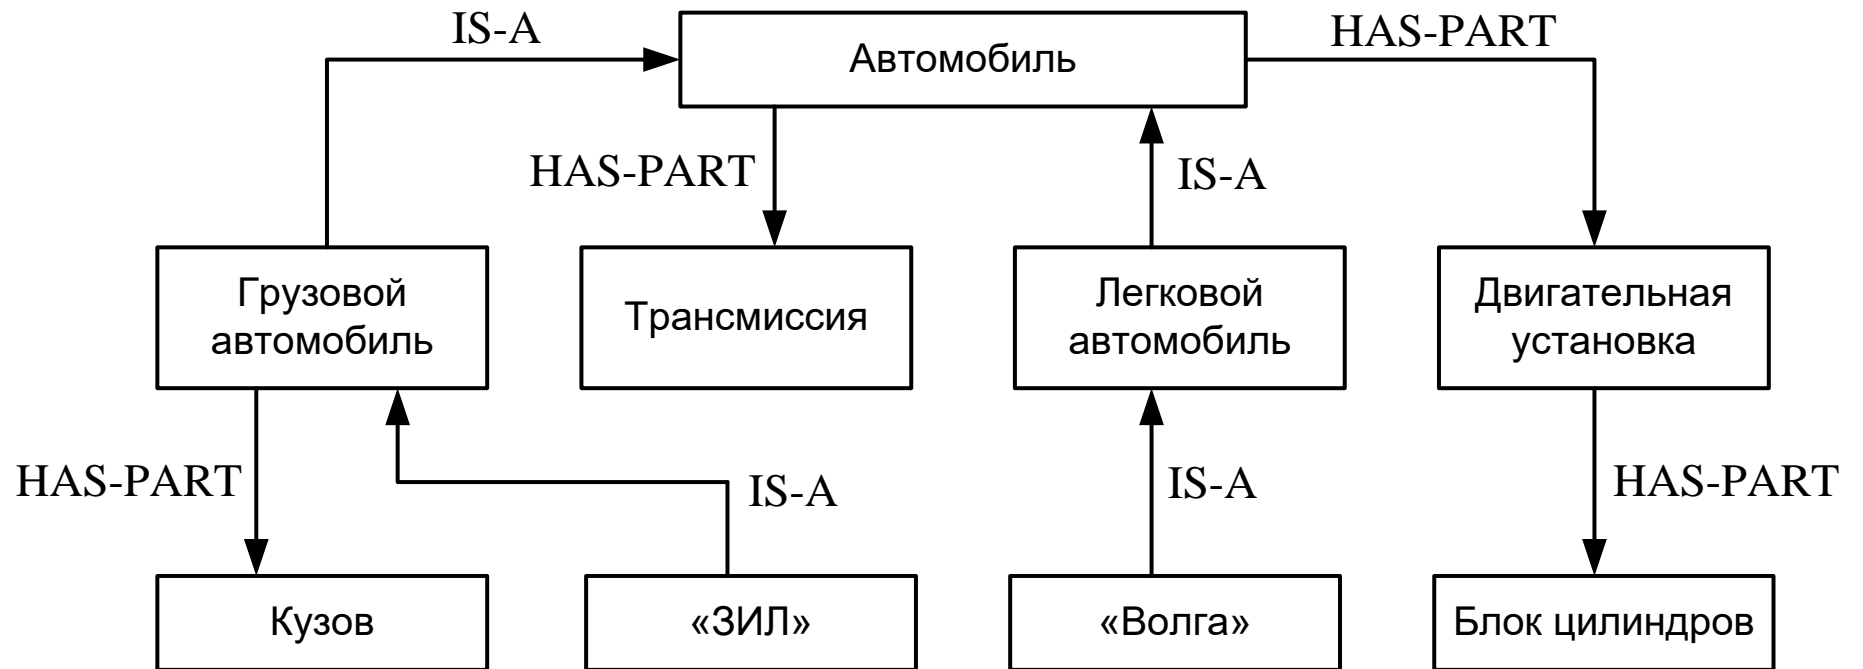 IS-A
Автомобиль
HAS-PART
HAS-PART
IS-A
Грузовой
автомобиль
Трансмиссия
Легковой
автомобиль
Двигательная
установка
HAS-PART
IS-A
IS-A
HAS-PART
Кузов
«ЗИЛ»
«Волга»
Блок цилиндров